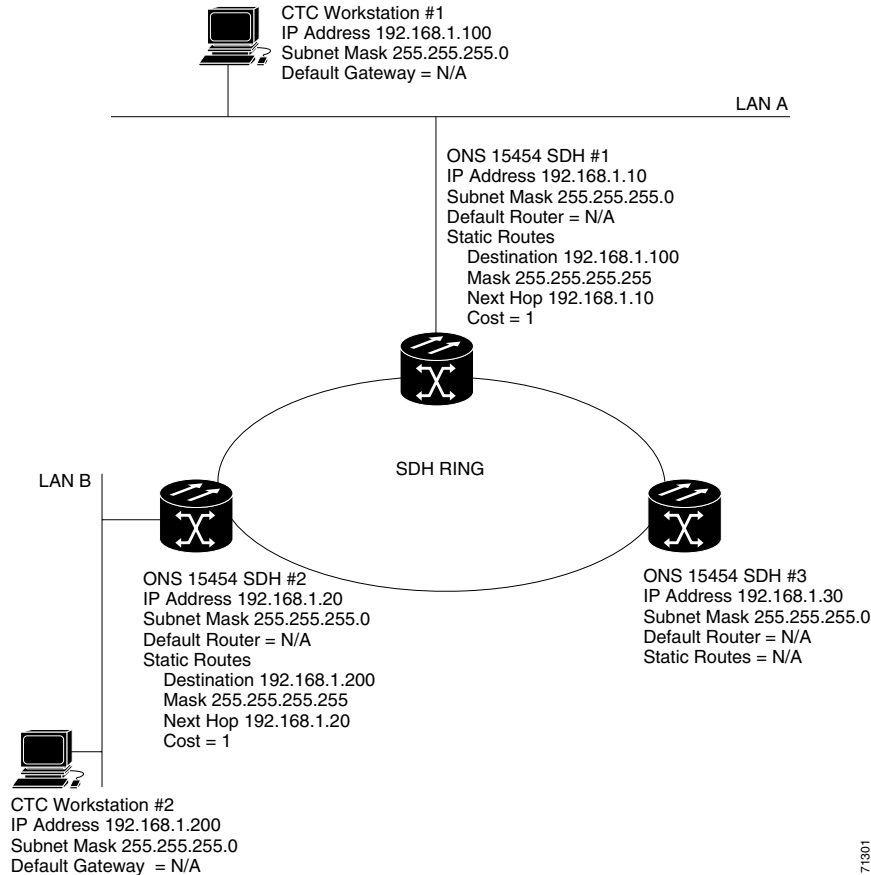 CTC Workstation #1
IP Address 192.168.1.100
Subnet Mask 255.255.255.0
Default Gateway = N/A
LAN A
ONS 15454 SDH #1
IP Address 192.168.1.10
Subnet Mask 255.255.255.0
Default Router = N/A
Static Routes
Destination 192.168.1.100
Mask 255.255.255.255
Next Hop 192.168.1.10
Cost = 1
SDH RING
LAN B
ONS 15454 SDH #2
IP Address 192.168.1.20
Subnet Mask 255.255.255.0
Default Router = N/A
Static Routes
Destination 192.168.1.200
Mask 255.255.255.255
Next Hop 192.168.1.20
Cost = 1
ONS 15454 SDH #3
IP Address 192.168.1.30
Subnet Mask 255.255.255.0
Default Router = N/A
Static Routes = N/A
CTC Workstation #2
IP Address 192.168.1.200
Subnet Mask 255.255.255.0
Default Gateway = N/A
71301